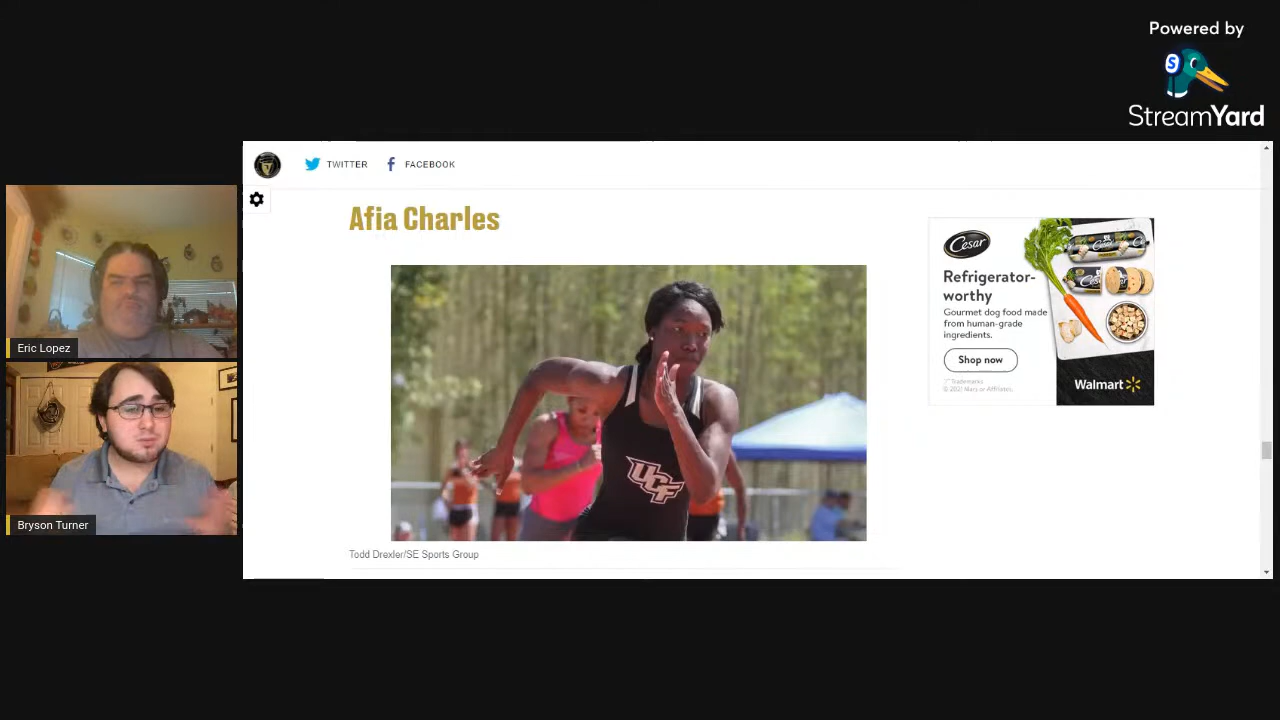 Powered by
StreamYard
TWITTER
FACEBOOK
Afia Charles
Cesar
Refrigerator-
worthy
Gourmet dog food made
from human-grade
ingredients.
Shop now
Walmart
Eric Lopez
UCF
Bryson Turner
Todd Drexler/SE Sports Group